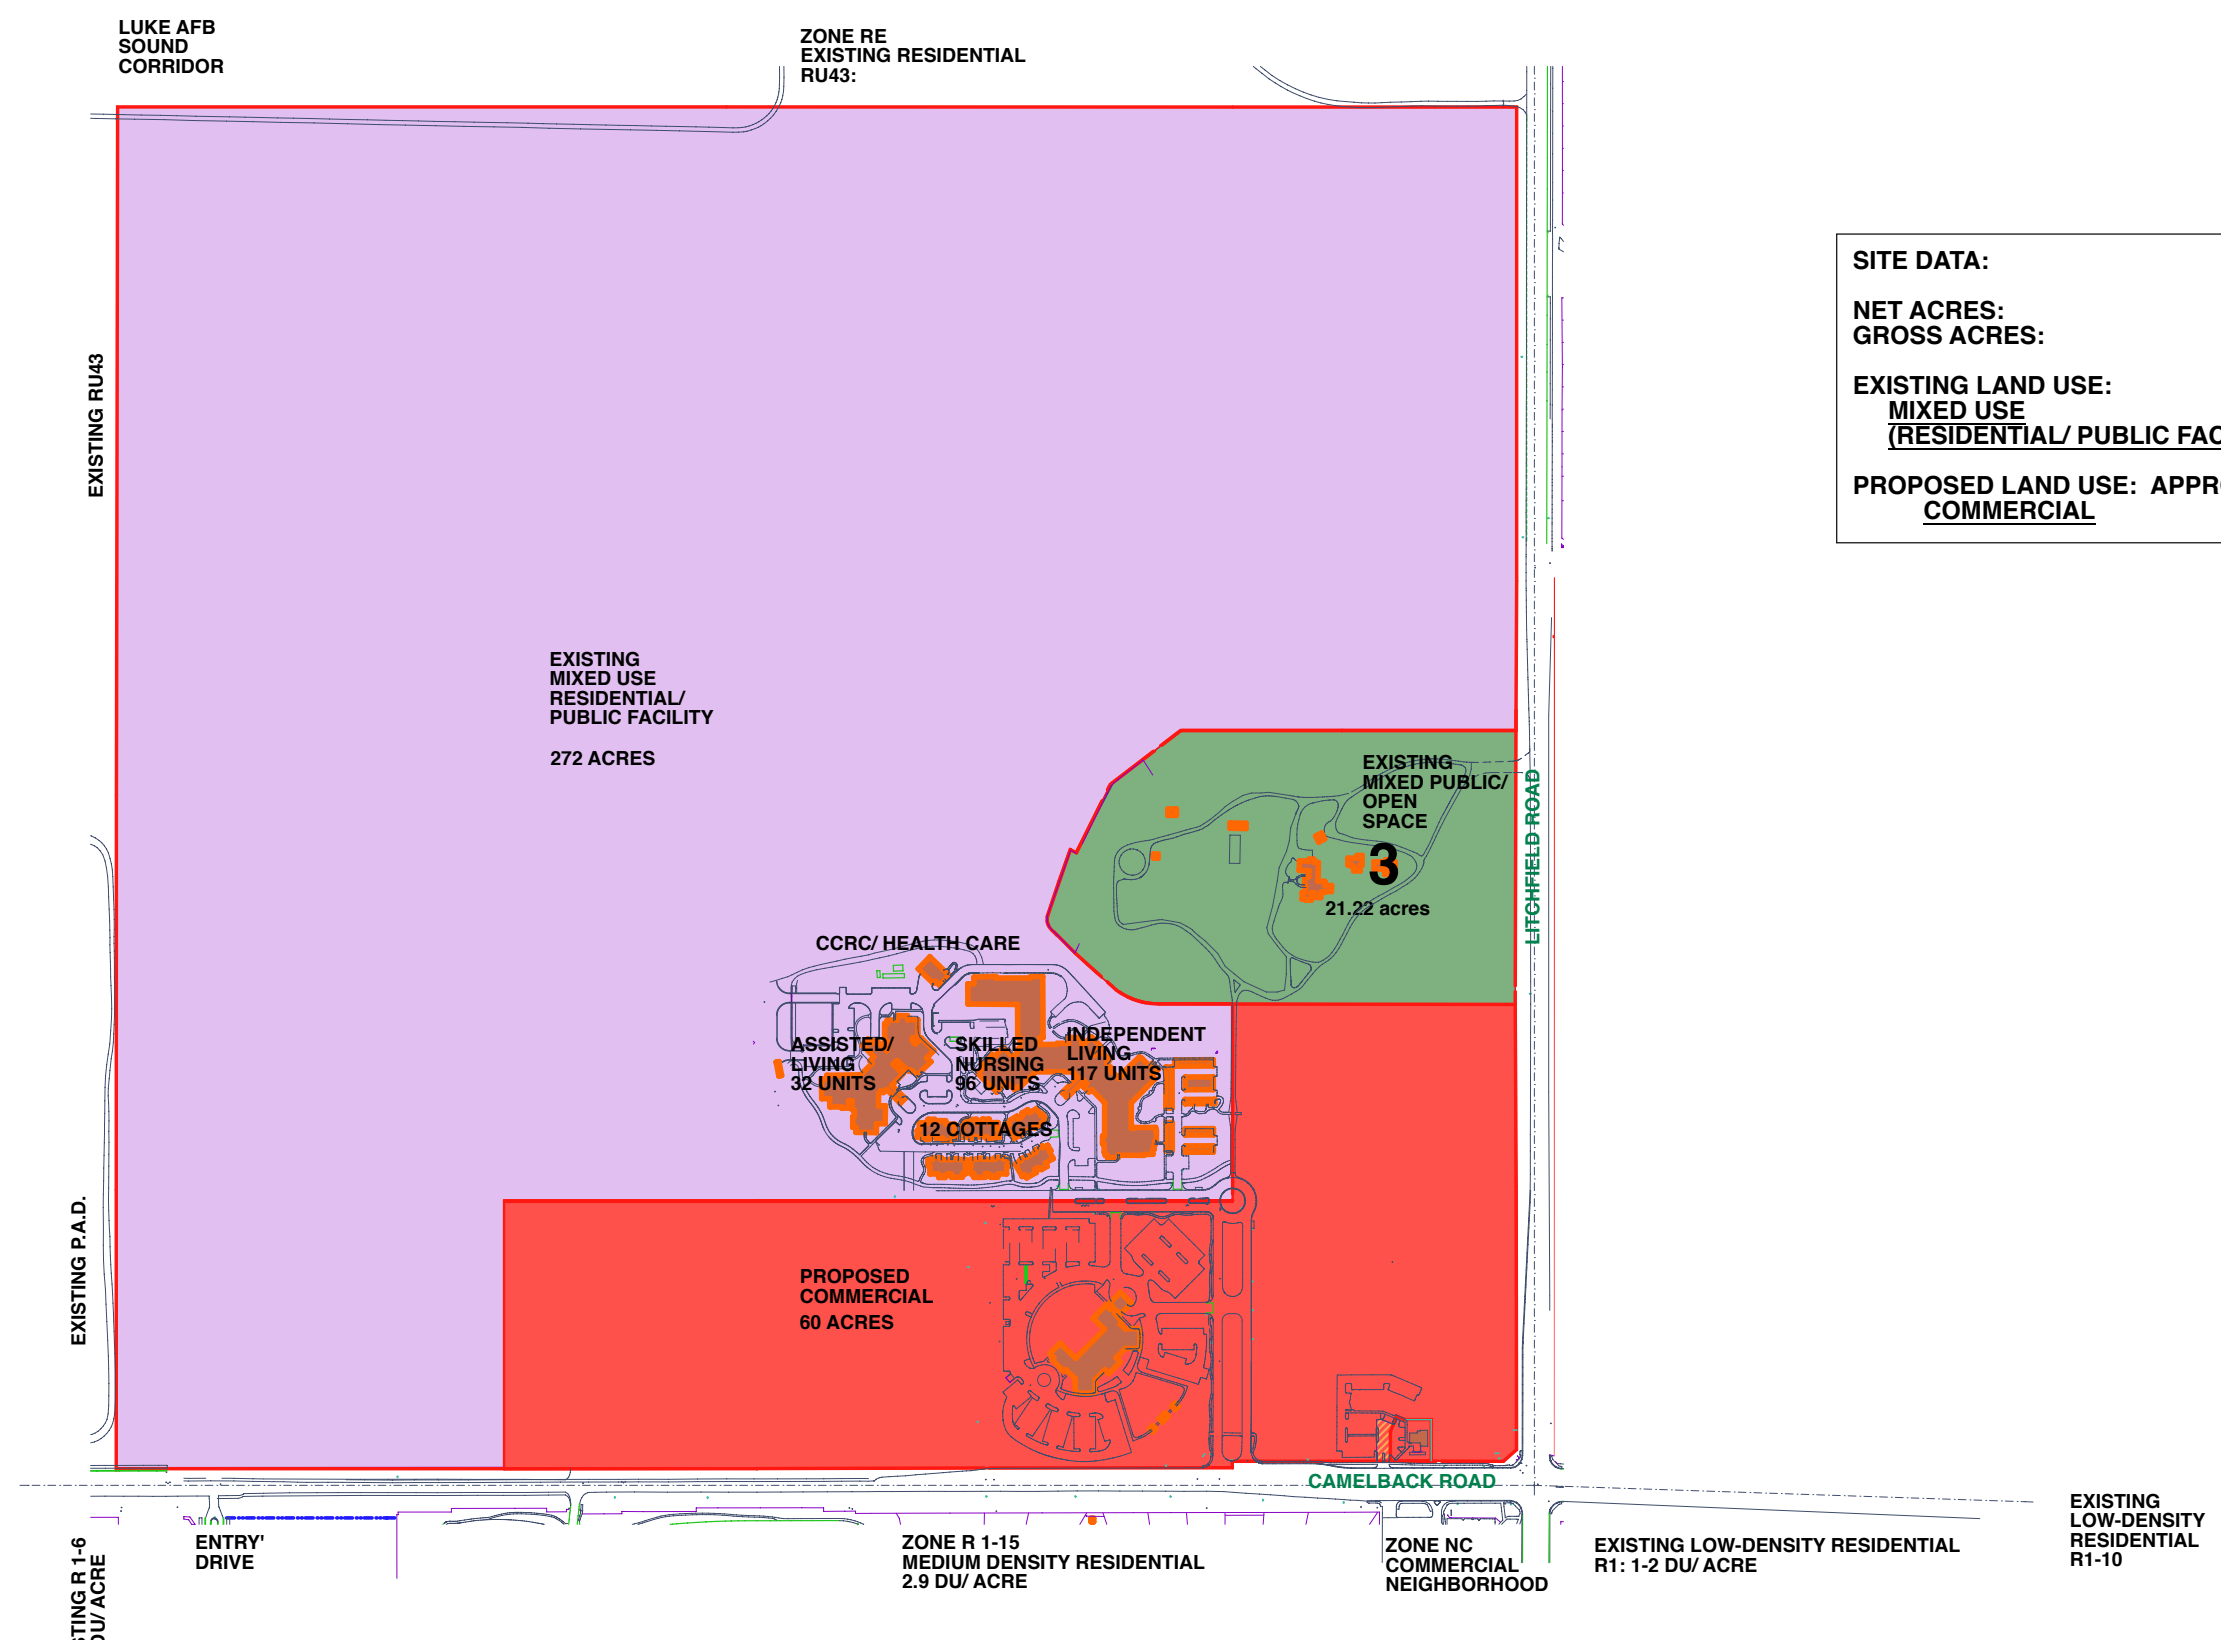 LUKE AFB
SOUND
CORRIDOR
ZONE RE
EXISTING RESIDENTIAL
RU43:
SITE DATA:
NET ACRES:
GROSS ACRES:
EXISTING LAND USE:
MIXED USE
(RESIDENTIAL/ PUBLIC FAC
PROPOSED LAND USE: APPR
COMMERCIAL
EXISTING RU43
EXISTING
MIXED USE
RESIDENTIAL/
PUBLIC FACILITY
272 ACRES
EXISTING
MIXED PUBLIC/
OPEN
SPACE
3
21.22 acres
LITCHFIELD ROAD
CCRC/ HEALTH CARE
ASSISTED/
LIVING
32 UNITS
SKILLED
NURSING
96 UNITS
INDEPENDENT
LIVING
117 UNITS
12 COTTAGES
EXISTING P.A.D.
PROPOSED
COMMERCIAL
60 ACRES
CAMELBACK ROAD
STING R 1-6
DU/ ACRE
ENTRY'
DRIVE
ZONE R 1-15
MEDIUM DENSITY RESIDENTIAL
2.9 DU/ ACRE
ZONE NC
COMMERCIAL
NEIGHBORHOOD
EXISTING LOW-DENSITY RESIDENTIAL
R1: 1-2 DU/ ACRE
EXISTING
LOW-DENSITY
RESIDENTIAL
R1-10